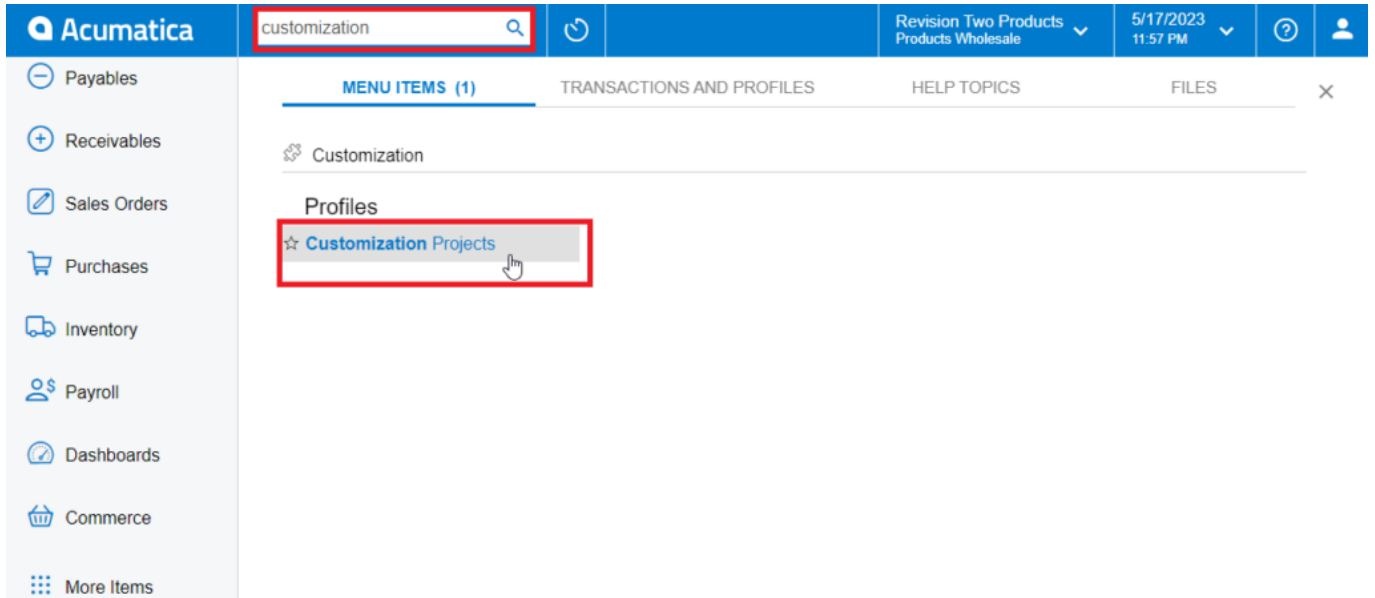 Acumatica
customization
Revision Two Products
Products Wholesale
5/17/2023
11:57 PM
Payables
Receivables
Sales Orders
Purchases
Inventory
Payroll
Dashboards
Commerce
More Items
MENU ITEMS (1)
TRANSACTIONS AND PROFILES
HELP TOPICS
FILES
Customization
Profiles
Customization Projects